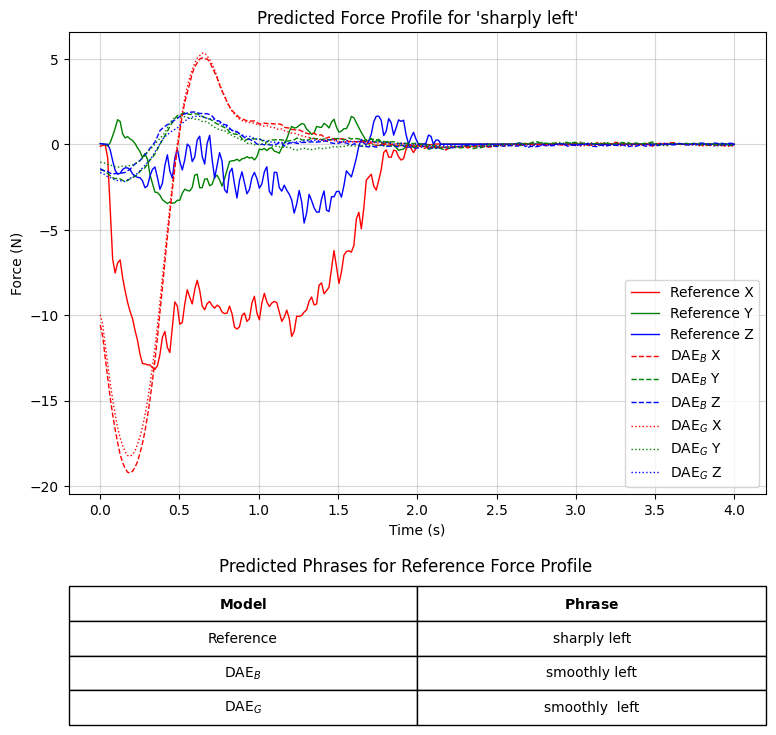 Predicted Force Profile for 'sharply left'
Force (N)
5
0
−5
−10
−15
−20
0.0 0.5 1.0 1.5 2.0 2.5 3.0 3.5 4.0
Time (s)
Reference X
Reference Y
Reference Z
DAE_B X
DAE_B Y
DAE_B Z
DAE_G X
DAE_G Y
DAE_G Z
Predicted Phrases for Reference Force Profile
Model Phrase
Reference sharply left
DAE_B smoothly left
DAE_G smoothly  left